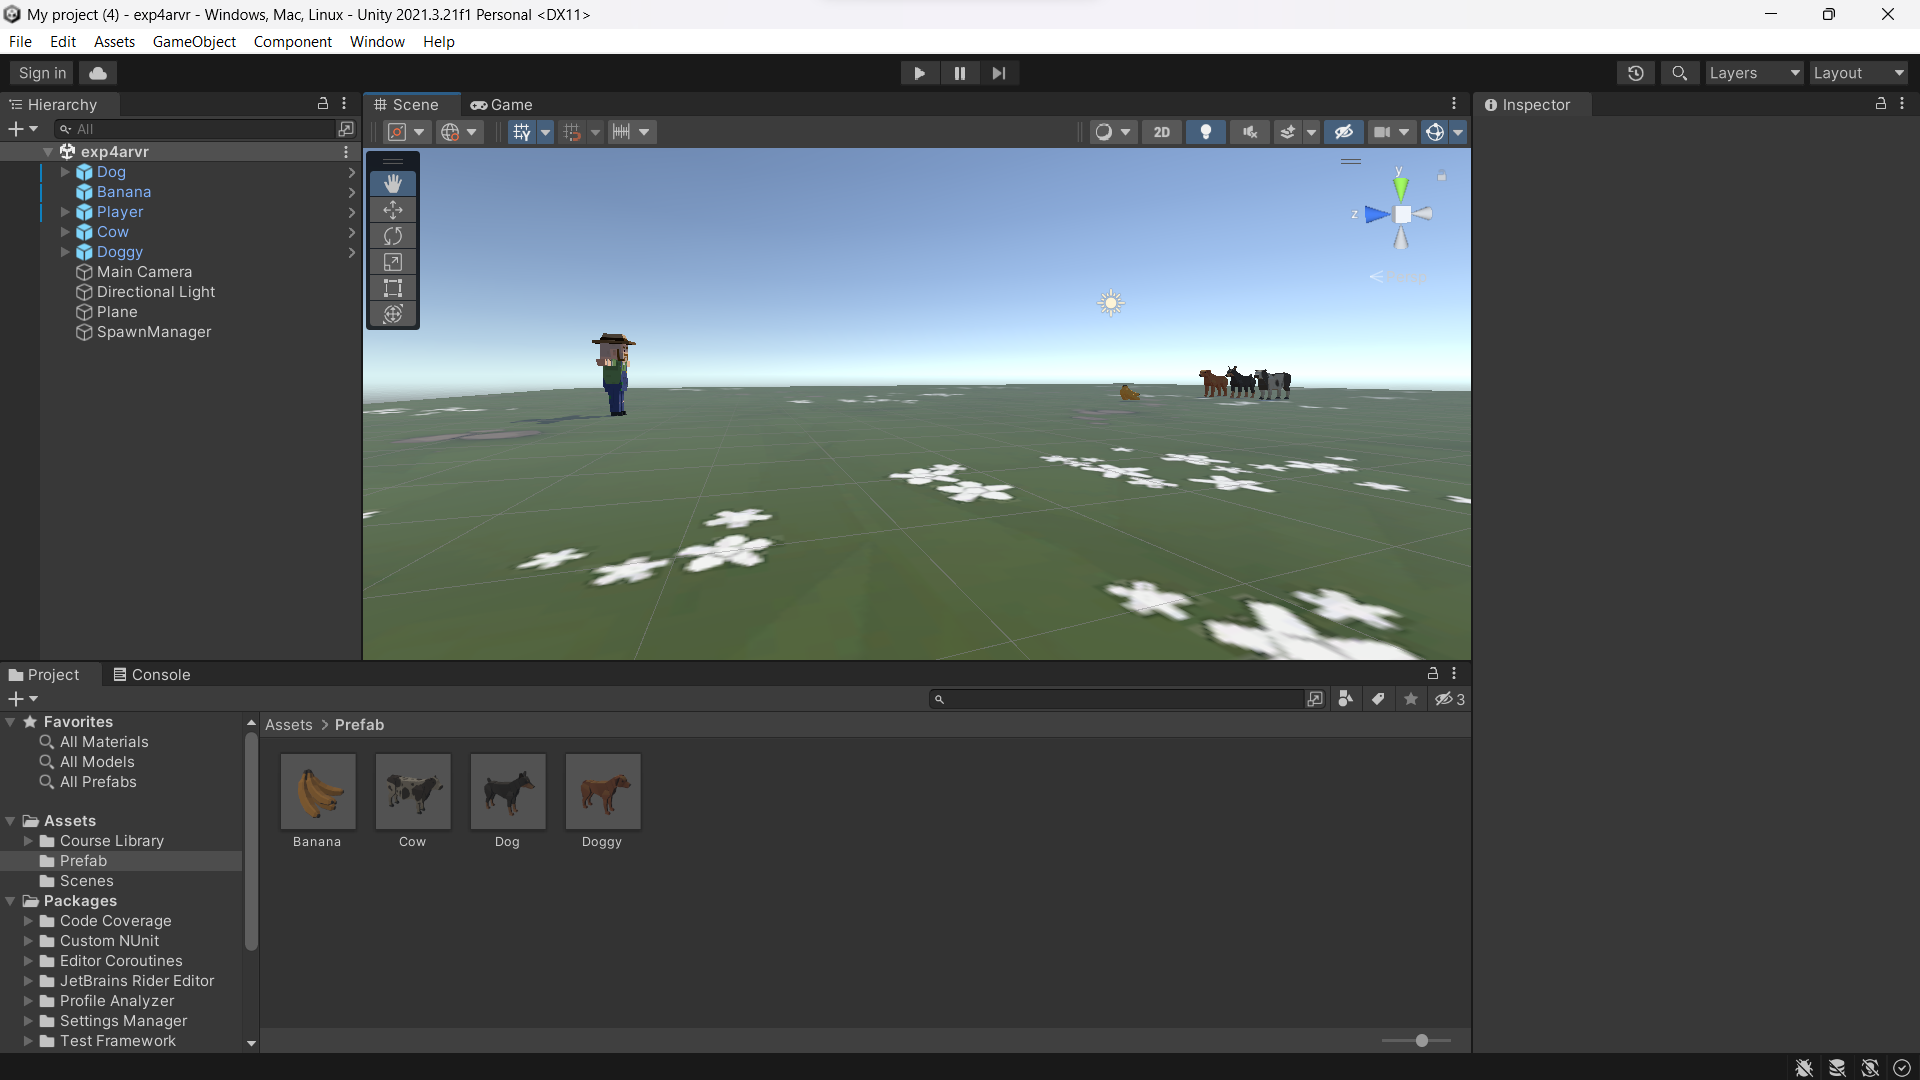 My project (4) - exp4arvr - Windows, Mac, Linux - Unity 2021.3.21f1 Personal <DX11>
File Edit Assets GameObject Component Window Help
Sign in
Layers
Layout
Hierarchy
Scene
Game
Inspector
All
2D
exp4arvr
Dog
Banana
Player
Cow
Doggy
Main Camera
Directional Light
Plane
SpawnManager
y
z
Project
Console
3
Favorites
All Materials
All Models
All Prefabs
Assets
Course Library
Prefab
Scenes
Packages
Code Coverage
Custom NUnit
Editor Coroutines
JetBrains Rider Editor
Profile Analyzer
Settings Manager
Test Framework
Assets > Prefab
Banana
Cow
Dog
Doggy